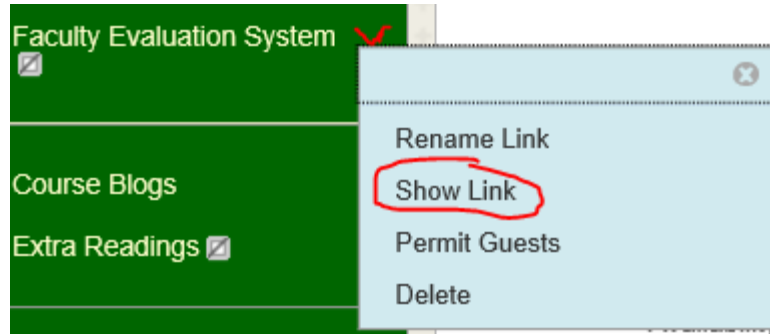 Faculty Evaluation System
Rename Link
Course Blogs
Show Link
Extra Readings
Permit Guests
Delete